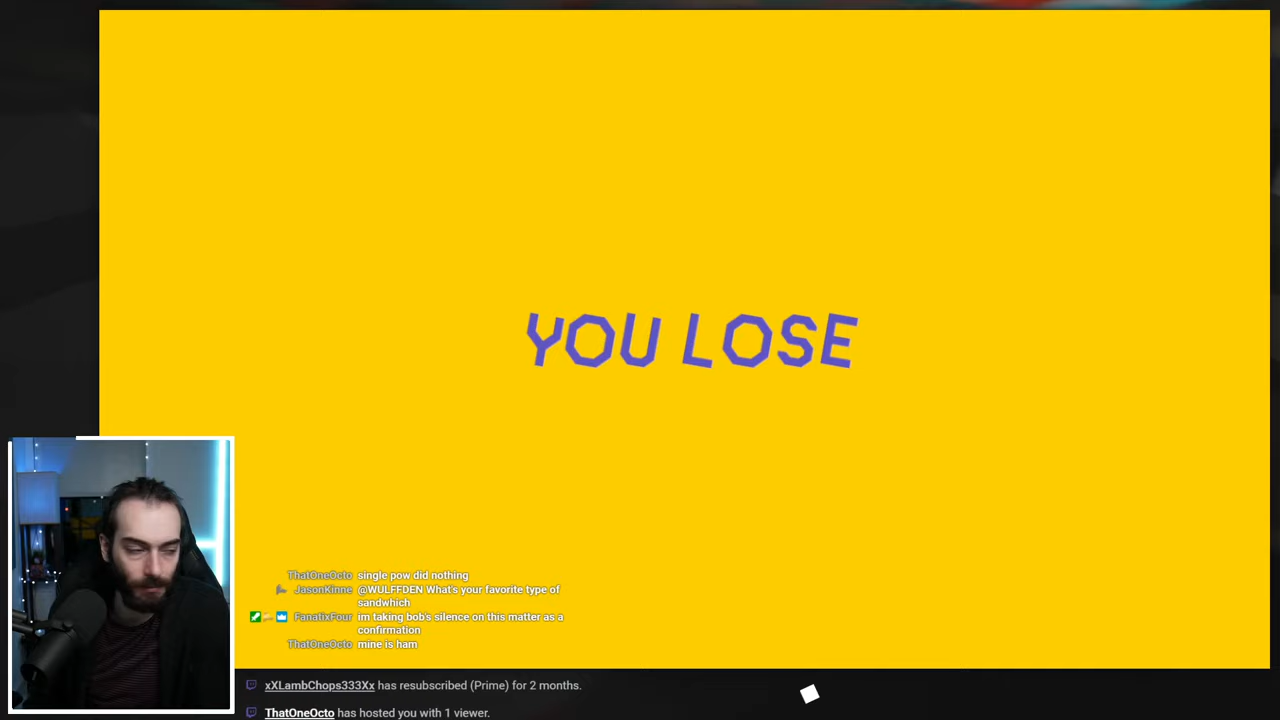 YOU LOSE
ThatOneOcto single pow did nothing
JasonKinne @WULFFDEN What's your favorite type of
sandwhich
FanatixFour im taking bob's silence on this matter as a
confirmation
ThatOneOcto mine is ham
xXLambChops333Xx has resubscribed (Prime) for 2 months.
ThatOneOcto has hosted you with 1 viewer.